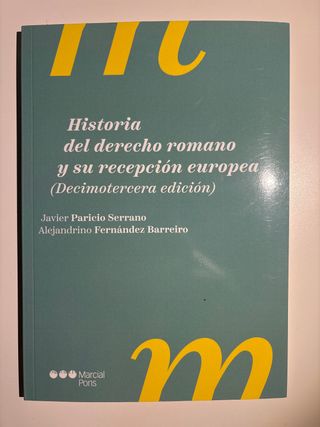 m
Historia
del derecho romano
y su recepción europea
(Decimotercera edición)
Javier Paricio Serrano
Alejandrino Fernández Barreiro
Marcial
Pons
m